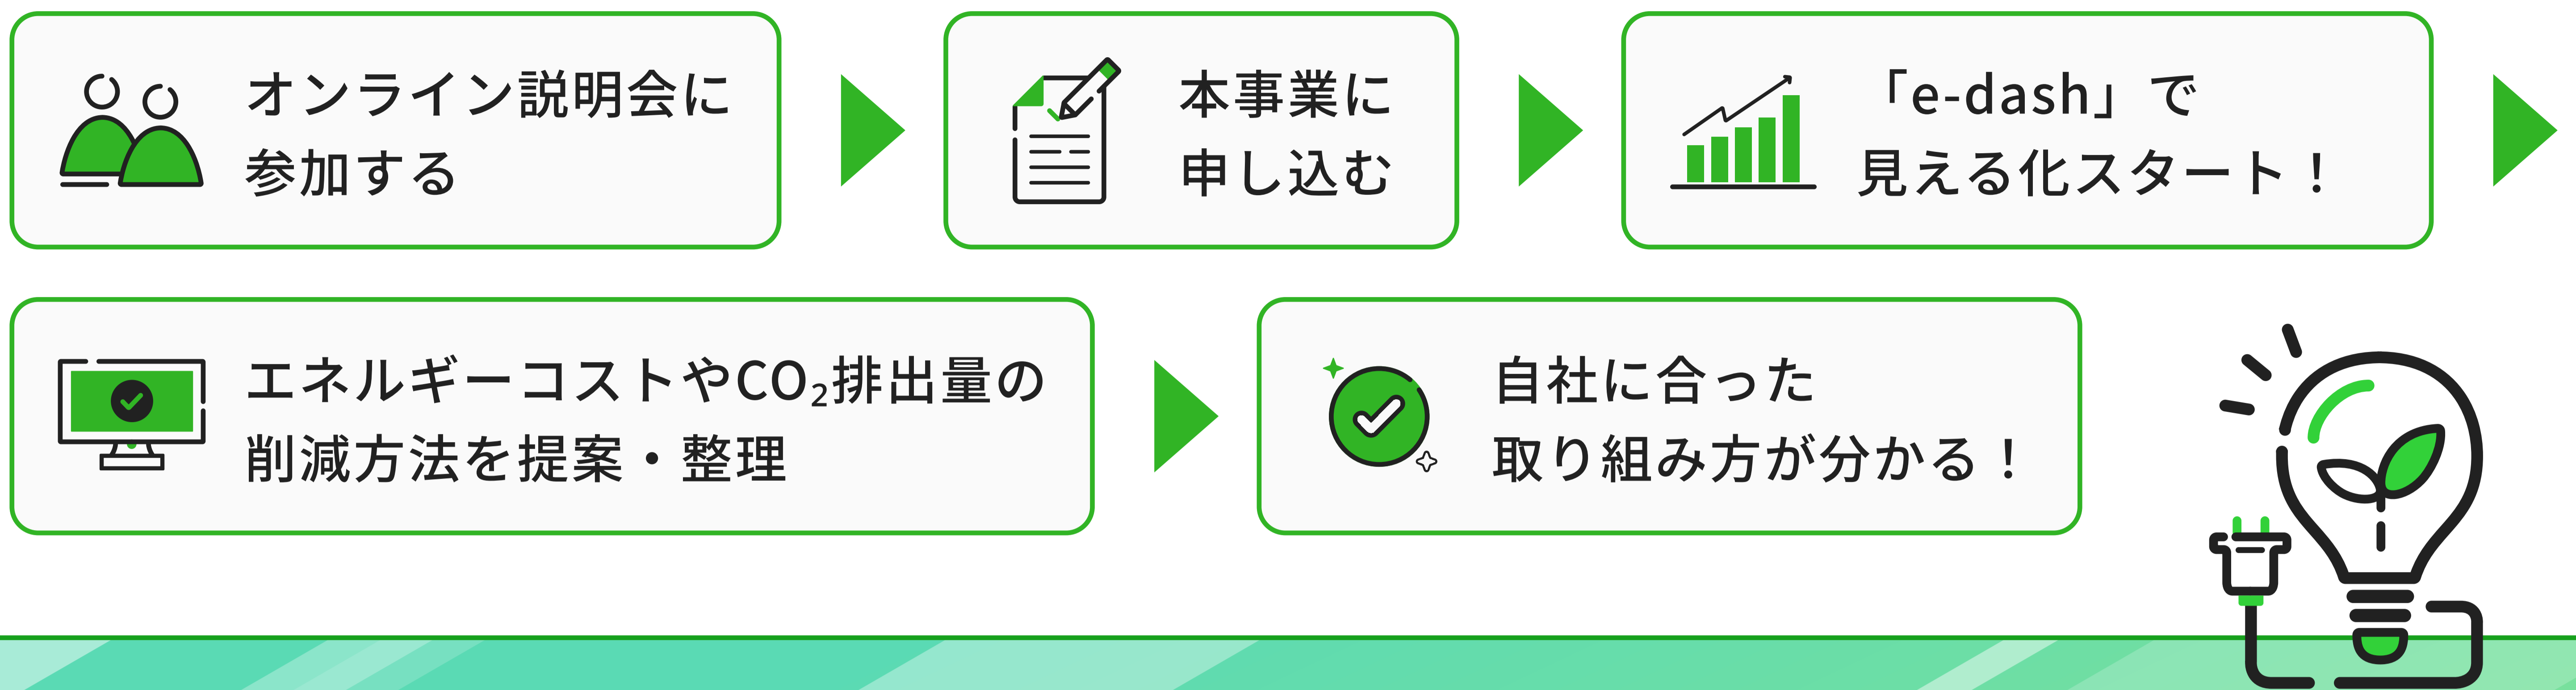 オンライン説明会に
参加する
本事業に
申し込む
「e-dash」で
見える化スタート！
エネルギーコストやCO₂排出量の
削減方法を提案・整理
自社に合った
取り組み方が分かる！